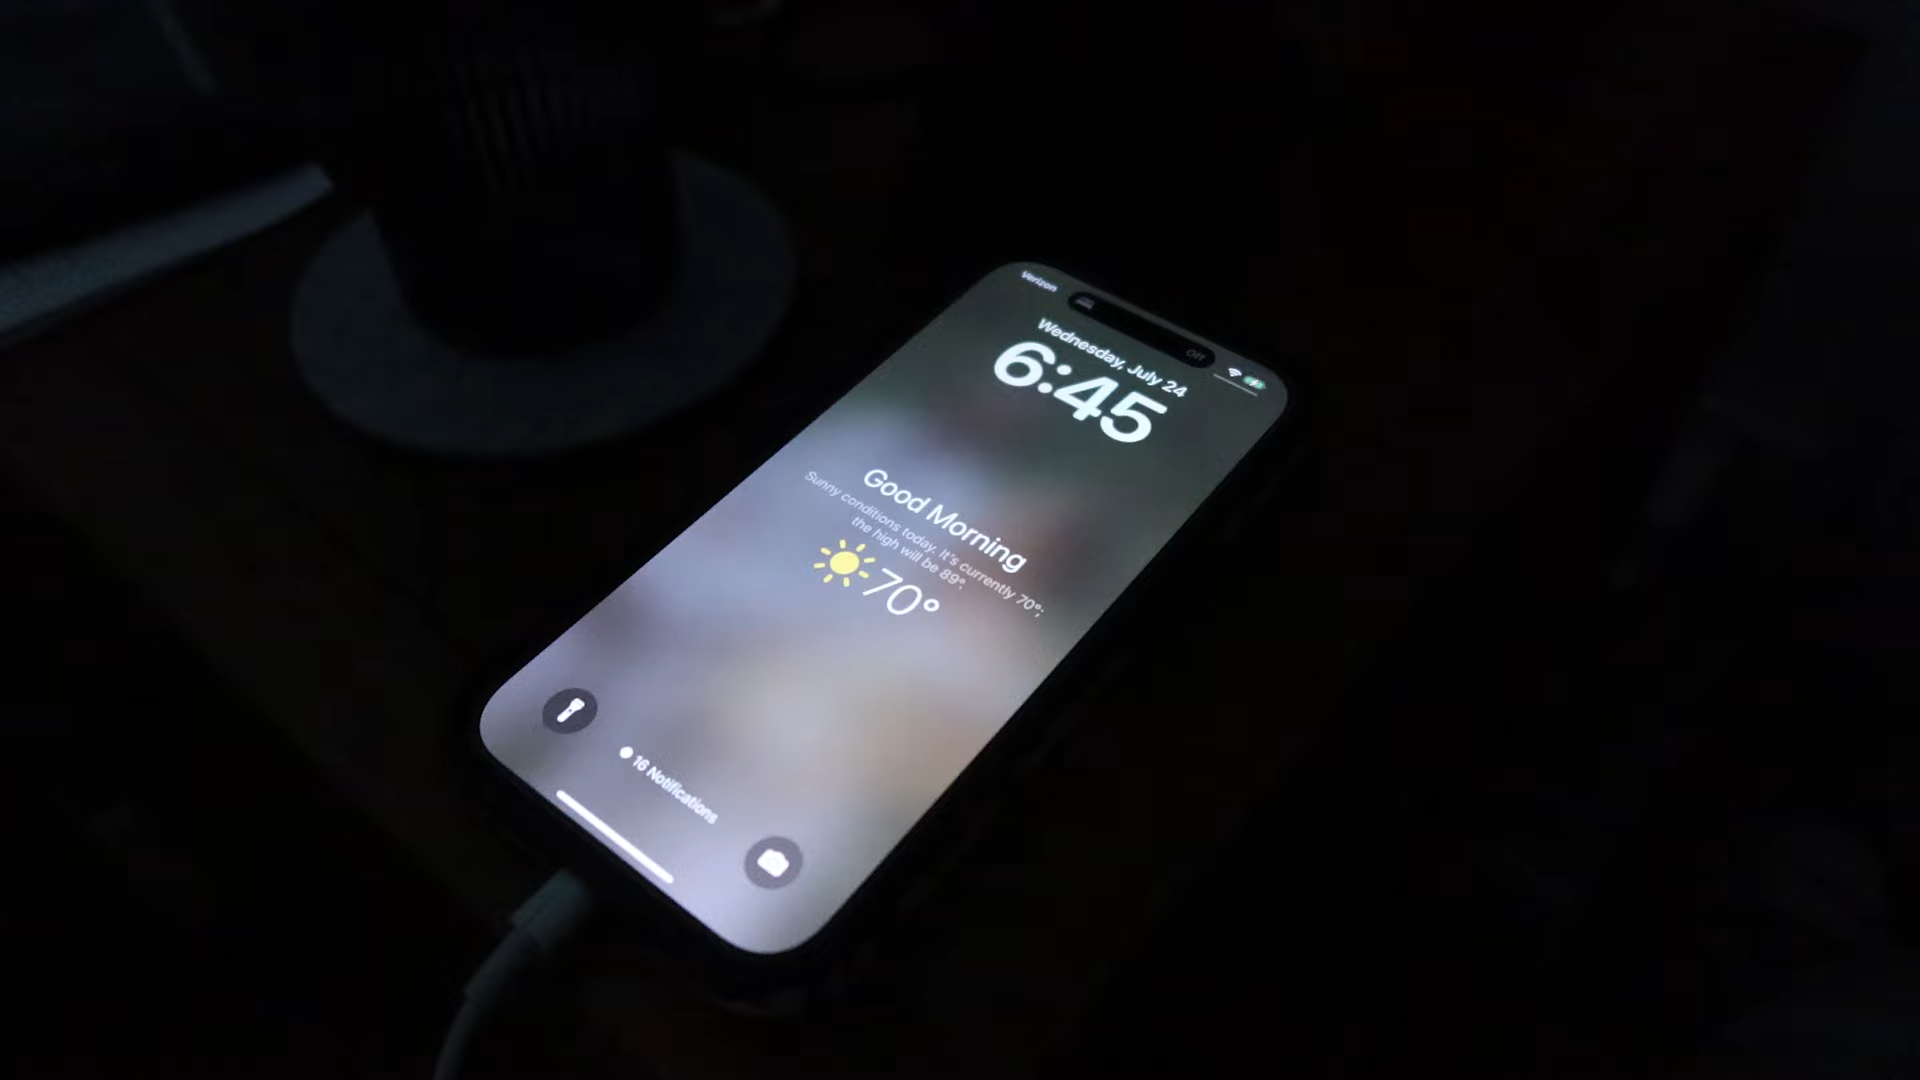 Verizon
Off
Wednesday, July 24
6:45
Good Morning
Sunny conditions today. It's currently 70°;
the high will be 89°.
70°
16 Notifications